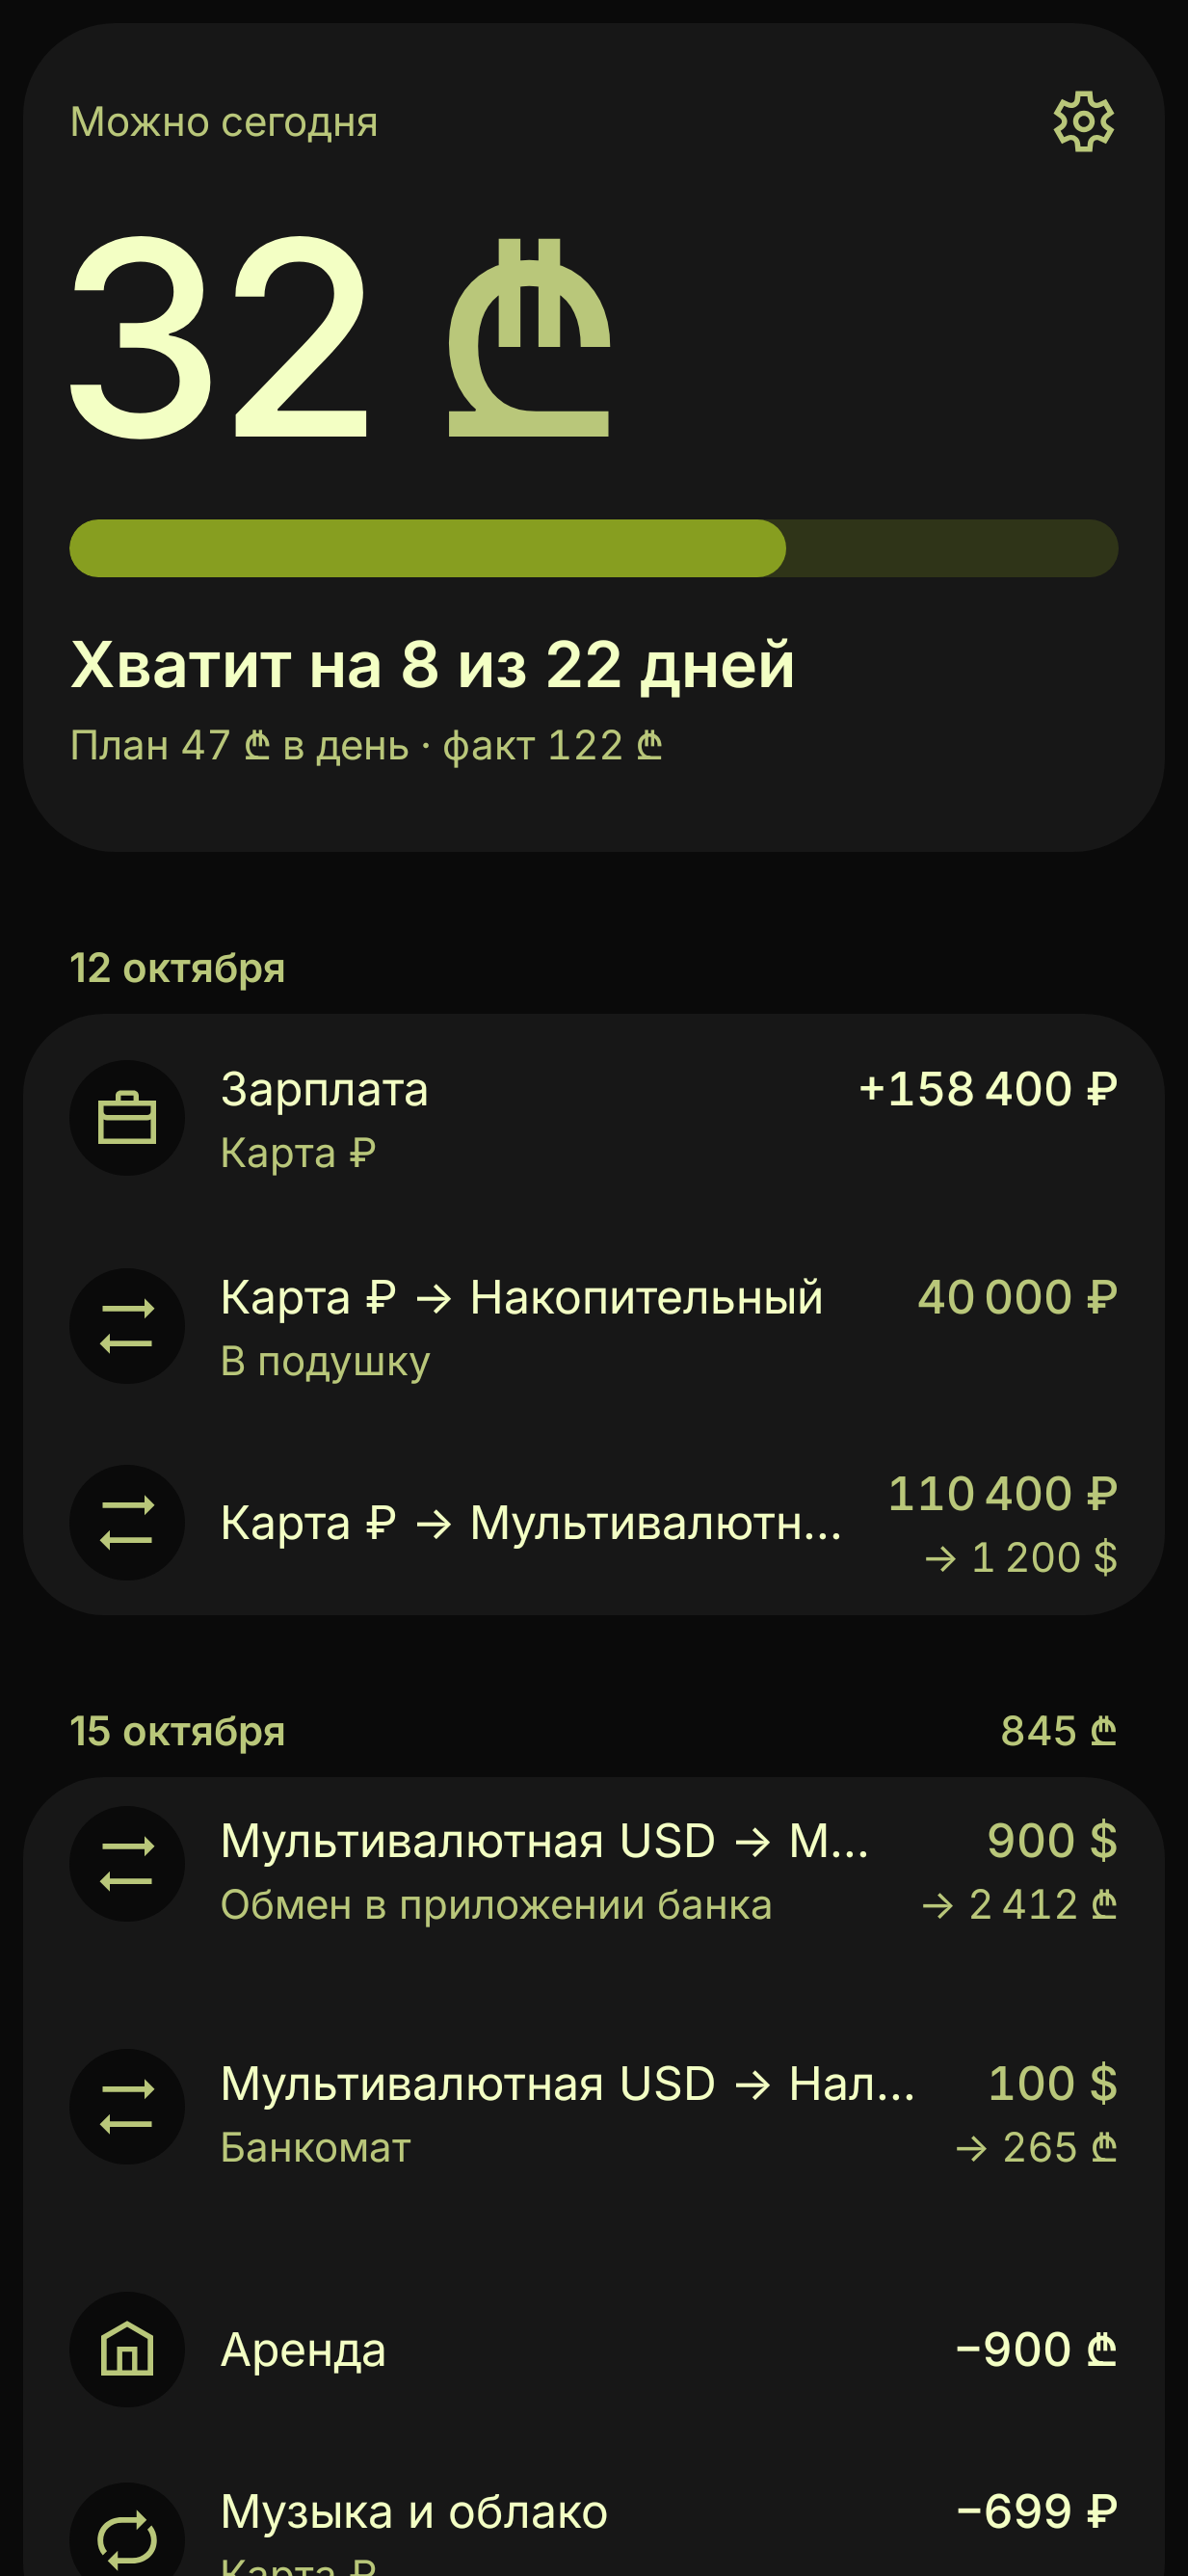 Можно сегодня
32 ₾
Хватит на 8 из 22 дней
План 47 ₾ в день · факт 122 ₾
12 октября
Зарплата +158 400 ₽
Карта ₽
Карта ₽ → Накопительный 40 000 ₽
В подушку
Карта ₽ → Мультивалютн... 110 400 ₽
→ 1 200 $
15 октября 845 ₾
Мультивалютная USD → М... 900 $
Обмен в приложении банка → 2 412 ₾
Мультивалютная USD → Нал... 100 $
Банкомат → 265 ₾
Аренда −900 ₾
Музыка и облако −699 ₽
Карта ₽